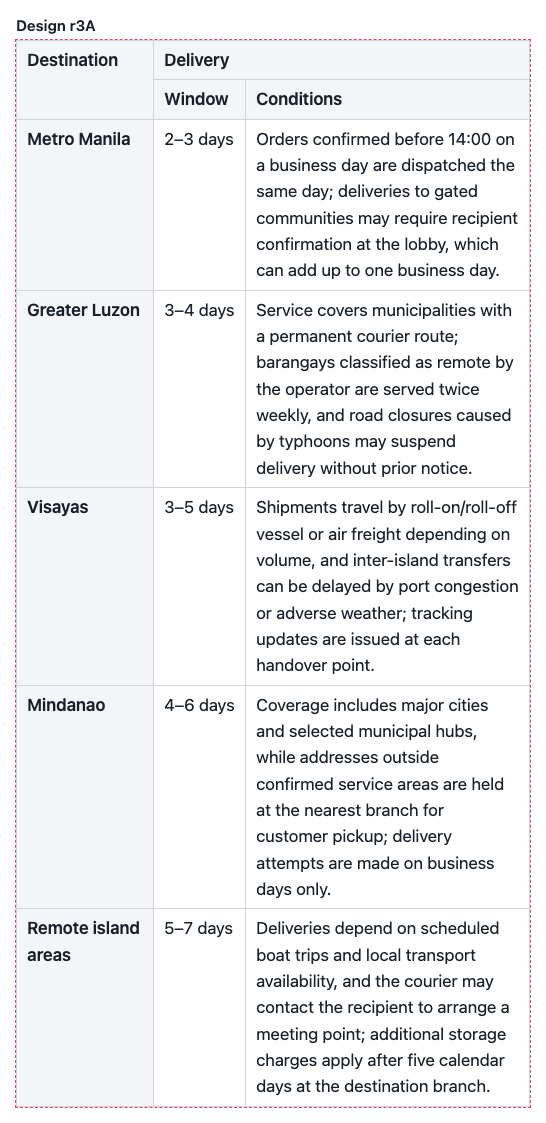 Design r3A
Destination
Delivery
Window
Conditions
Metro Manila
2–3 days
Orders confirmed before 14:00 on
a business day are dispatched the
same day; deliveries to gated
communities may require recipient
confirmation at the lobby, which
can add up to one business day.
Greater Luzon
3–4 days
Service covers municipalities with
a permanent courier route;
barangays classified as remote by
the operator are served twice
weekly, and road closures caused
by typhoons may suspend
delivery without prior notice.
Visayas
3–5 days
Shipments travel by roll-on/roll-off
vessel or air freight depending on
volume, and inter-island transfers
can be delayed by port congestion
or adverse weather; tracking
updates are issued at each
handover point.
Mindanao
4–6 days
Coverage includes major cities
and selected municipal hubs,
while addresses outside
confirmed service areas are held
at the nearest branch for
customer pickup; delivery
attempts are made on business
days only.
Remote island
areas
5–7 days
Deliveries depend on scheduled
boat trips and local transport
availability, and the courier may
contact the recipient to arrange a
meeting point; additional storage
charges apply after five calendar
days at the destination branch.